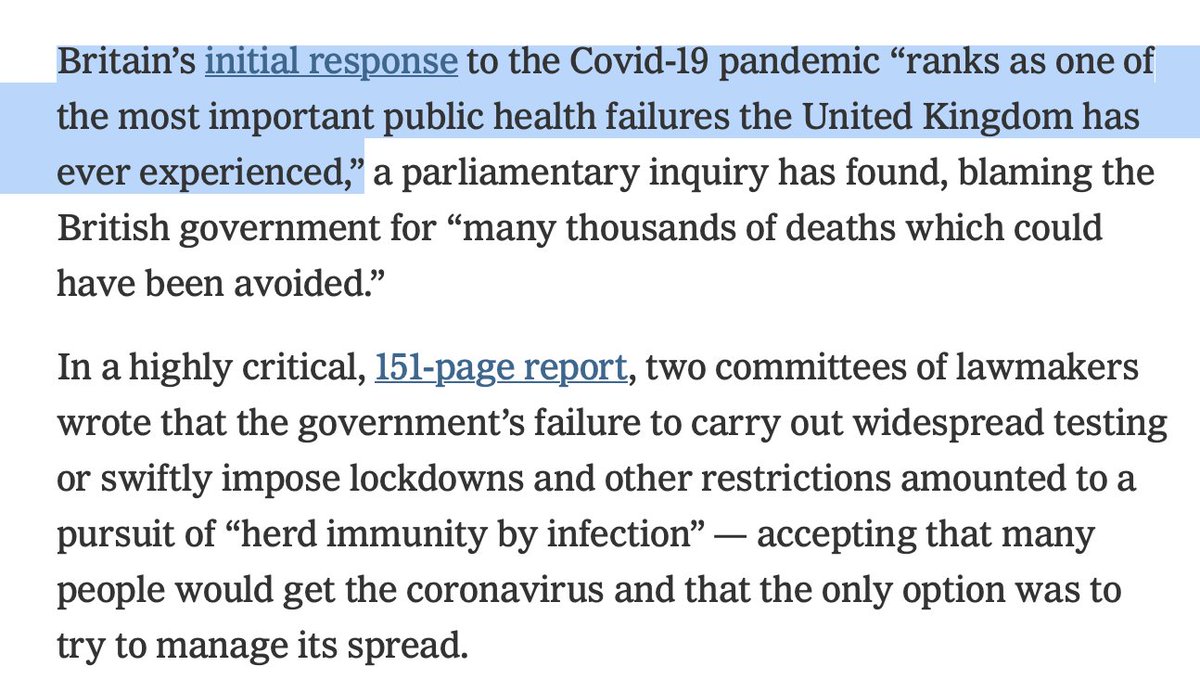 Britain’s initial response to the Covid-19 pandemic “ranks as one of
the most important public health failures the United Kingdom has
ever experienced,” a parliamentary inquiry has found, blaming the
British government for “many thousands of deaths which could
have been avoided.”
In a highly critical, 151-page report, two committees of lawmakers
wrote that the government’s failure to carry out widespread testing
or swiftly impose lockdowns and other restrictions amounted to a
pursuit of “herd immunity by infection” — accepting that many
people would get the coronavirus and that the only option was to
try to manage its spread.